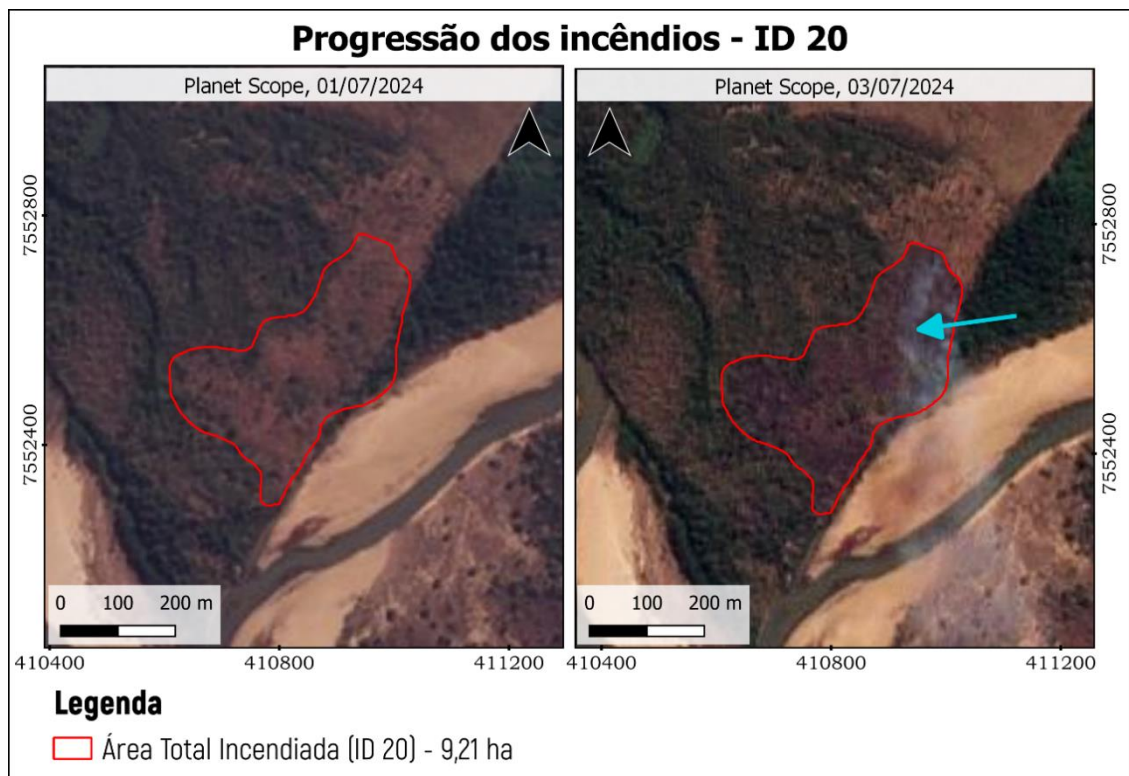 Progressão dos incêndios - ID 20
Planet Scope, 01/07/2024
Planet Scope, 03/07/2024
7552800
7552400
7552800
7552400
0 100 200 m
0 100 200 m
410400 410800 411200
410400 410800 411200
Legenda
Área Total Incendiada (ID 20) - 9,21 ha